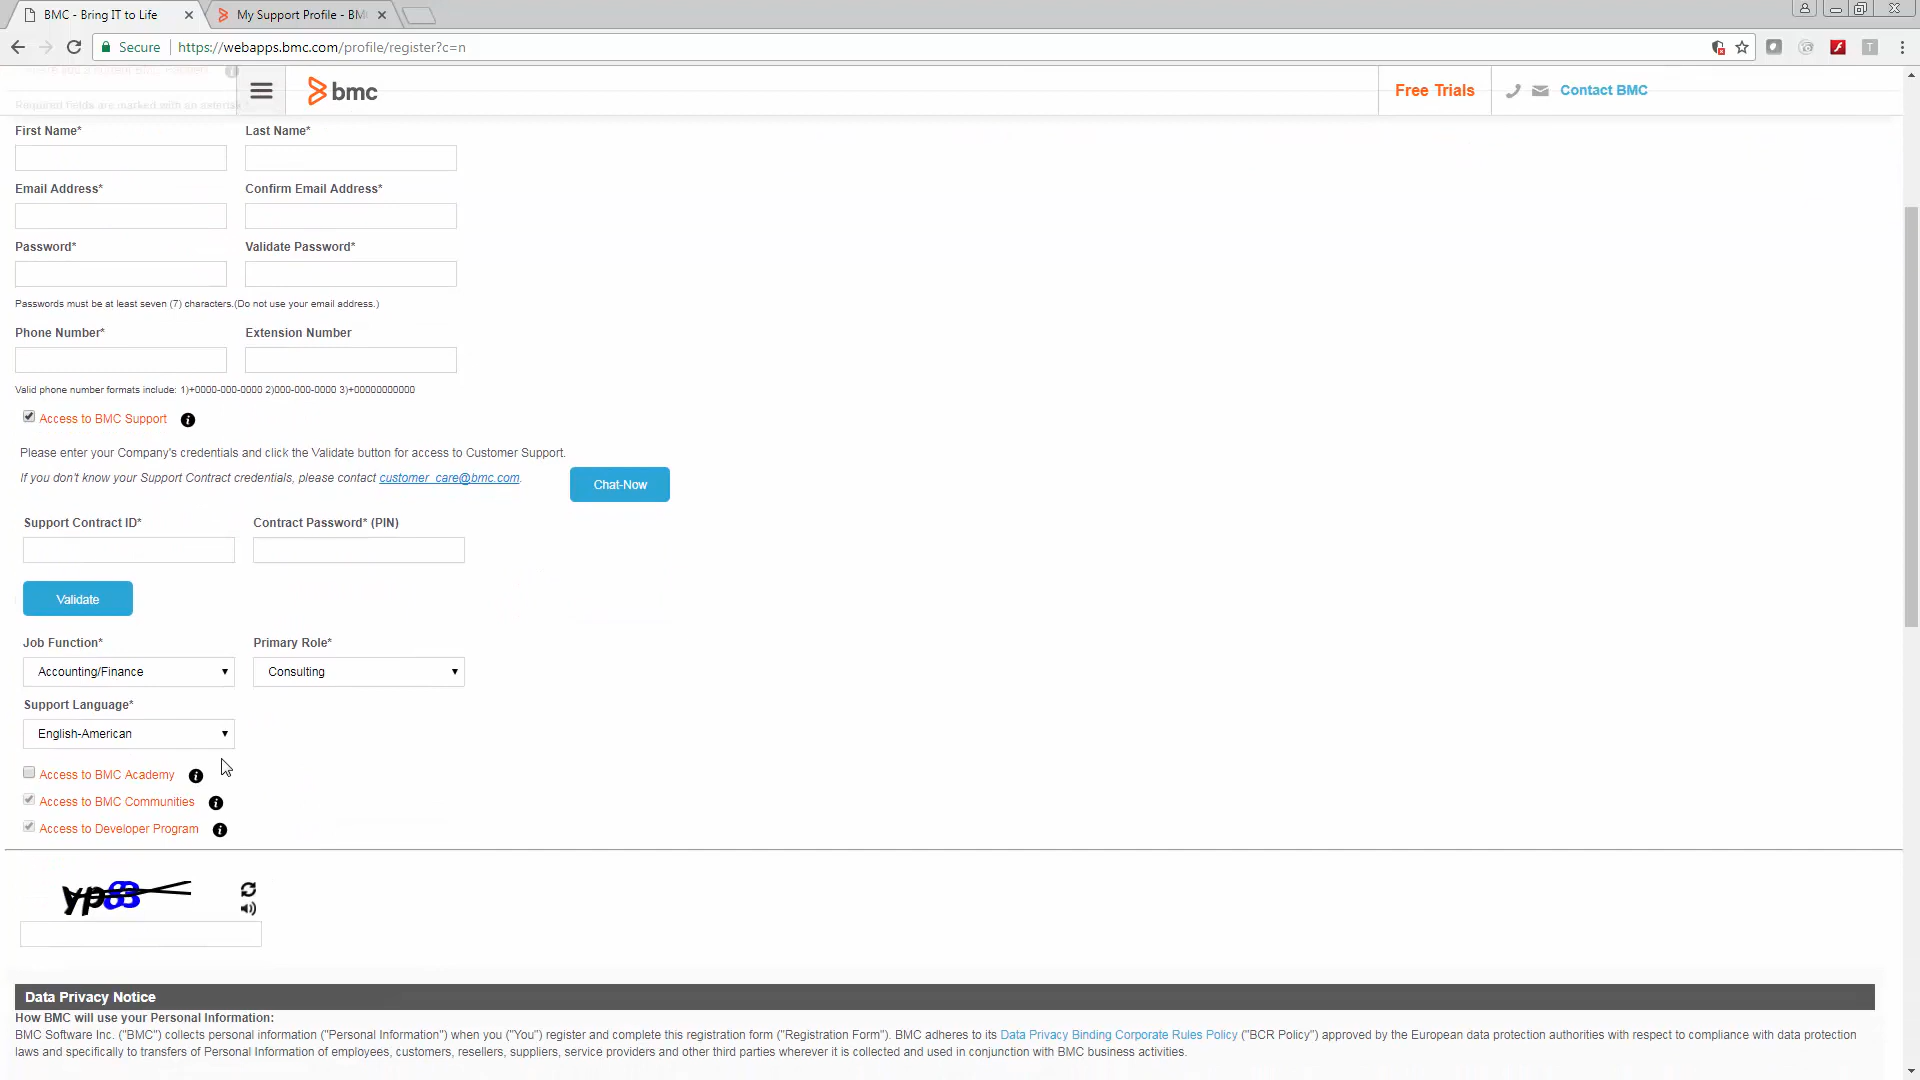 BMC - Bring IT to Life
My Support Profile - BM
Secure
https://webapps.bmc.com/profile/register?c=n
bmc
Free Trials
Contact BMC
Required fields are marked with an asterisk
First Name*
Last Name*
Email Address*
Confirm Email Address*
Password*
Validate Password*
Passwords must be at least seven (7) characters.(Do not use your email address.)
Phone Number*
Extension Number
Valid phone number formats include: 1)+0000-000-0000 2)000-000-0000 3)+00000000000
Access to BMC Support
Please enter your Company's credentials and click the Validate button for access to Customer Support.
If you don't know your Support Contract credentials, please contact customer_care@bmc.com.
Chat-Now
Support Contract ID*
Contract Password* (PIN)
Validate
Job Function*
Primary Role*
Accounting/Finance
Consulting
Support Language*
English-American
Access to BMC Academy
Access to BMC Communities
Access to Developer Program
yp83
Data Privacy Notice
How BMC will use your Personal Information:
BMC Software Inc. ("BMC") collects personal information ("Personal Information") when you ("You") register and complete this registration form ("Registration Form"). BMC adheres to its Data Privacy Binding Corporate Rules Policy ("BCR Policy") approved by the European data protection authorities with respect to compliance with data protection
laws and specifically to transfers of Personal Information of employees, customers, resellers, suppliers, service providers and other third parties wherever it is collected and used in conjunction with BMC business activities.